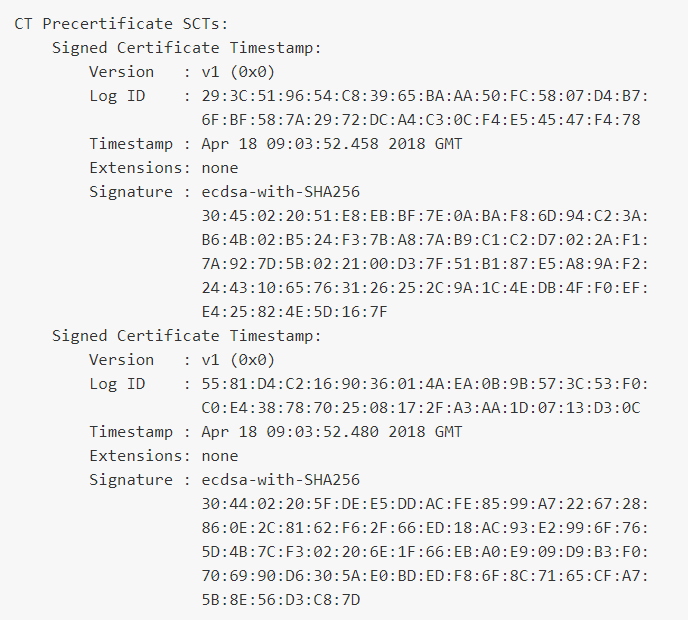 CT Precertificate SCTs:
    Signed Certificate Timestamp:
        Version   : v1 (0x0)
        Log ID    : 29:3C:51:96:54:C8:39:65:BA:AA:50:FC:58:07:D4:B7:
                    6F:BF:58:7A:29:72:DC:A4:C3:0C:F4:E5:45:47:F4:78
        Timestamp : Apr 18 09:03:52.458 2018 GMT
        Extensions: none
        Signature : ecdsa-with-SHA256
                    30:45:02:20:51:E8:EB:BF:7E:0A:BA:F8:6D:94:C2:3A:
                    B6:4B:02:B5:24:F3:7B:A8:7A:B9:C1:C2:D7:02:2A:F1:
                    7A:92:7D:5B:02:21:00:D3:7F:51:B1:87:E5:A8:9A:F2:
                    24:43:10:65:76:31:26:25:2C:9A:1C:4E:DB:4F:F0:EF:
                    E4:25:82:4E:5D:16:7F
    Signed Certificate Timestamp:
        Version   : v1 (0x0)
        Log ID    : 55:81:D4:C2:16:90:36:01:4A:EA:0B:9B:57:3C:53:F0:
                    C0:E4:38:78:70:25:08:17:2F:A3:AA:1D:07:13:D3:0C
        Timestamp : Apr 18 09:03:52.480 2018 GMT
        Extensions: none
        Signature : ecdsa-with-SHA256
                    30:44:02:20:5F:DE:E5:DD:AC:FE:85:99:A7:22:67:28:
                    86:0E:2C:81:62:F6:2F:66:ED:18:AC:93:E2:99:6F:76:
                    5D:4B:7C:F3:02:20:6E:1F:66:EB:A0:E9:09:D9:B3:F0:
                    70:69:90:D6:30:5A:E0:BD:ED:F8:6F:8C:71:65:CF:A7:
                    5B:8E:56:D3:C8:7D